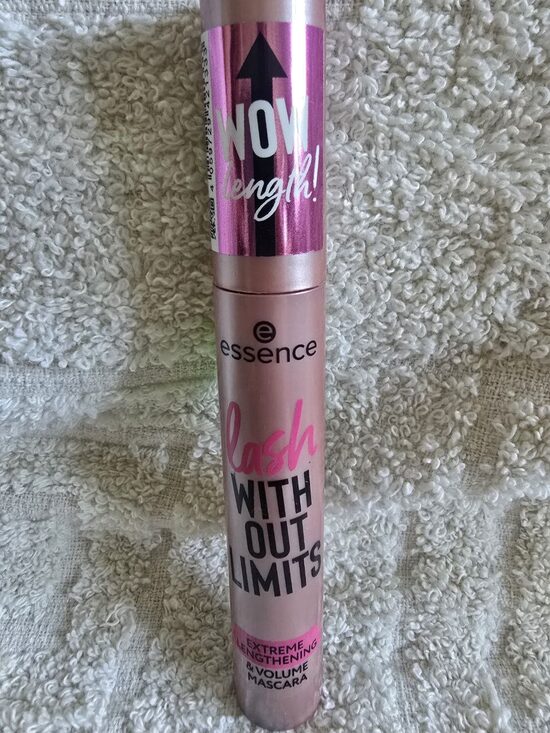 WOW
length!
e
essence
lash
WITH
OUT
LIMITS
EXTREME
LENGTHENING
& VOLUME
MASCARA